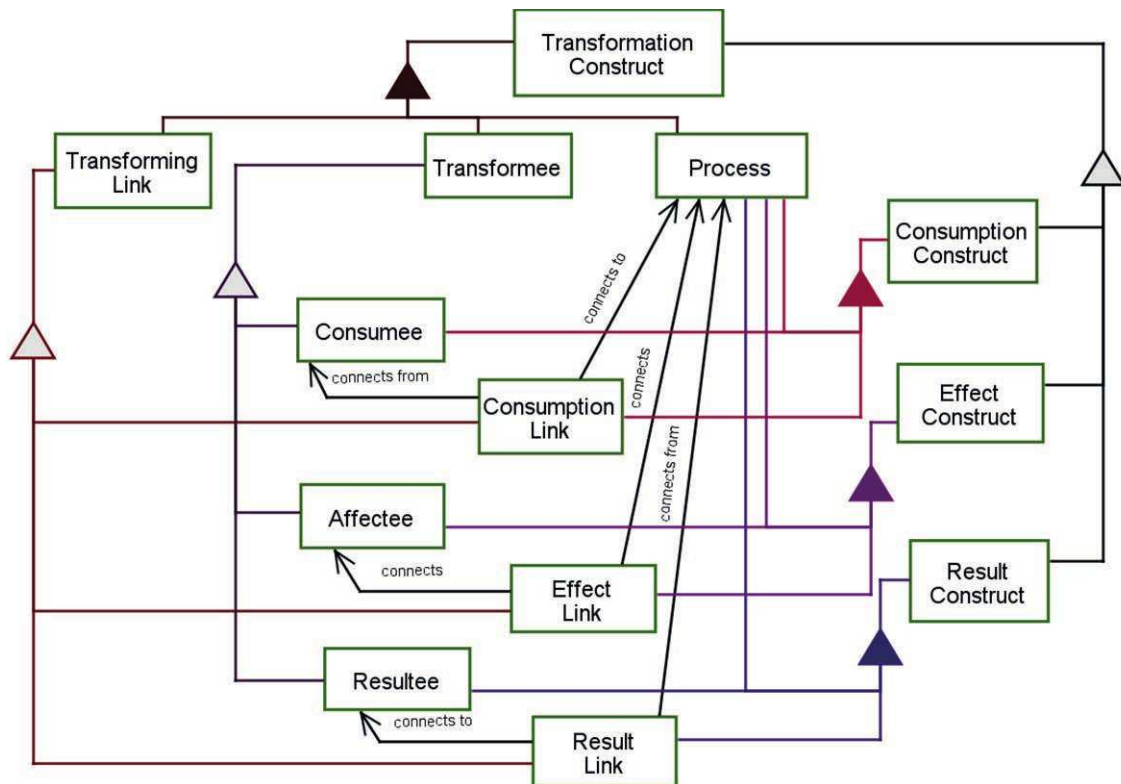 Transformation
Construct
Transforming
Link
Transformee
Process
Consumption
Construct
connects to
Consumee
connects from
Consumption
Link
connects
Effect
Construct
connects from
Affectee
connects
Effect
Link
Result
Construct
Resultee
connects to
Result
Link